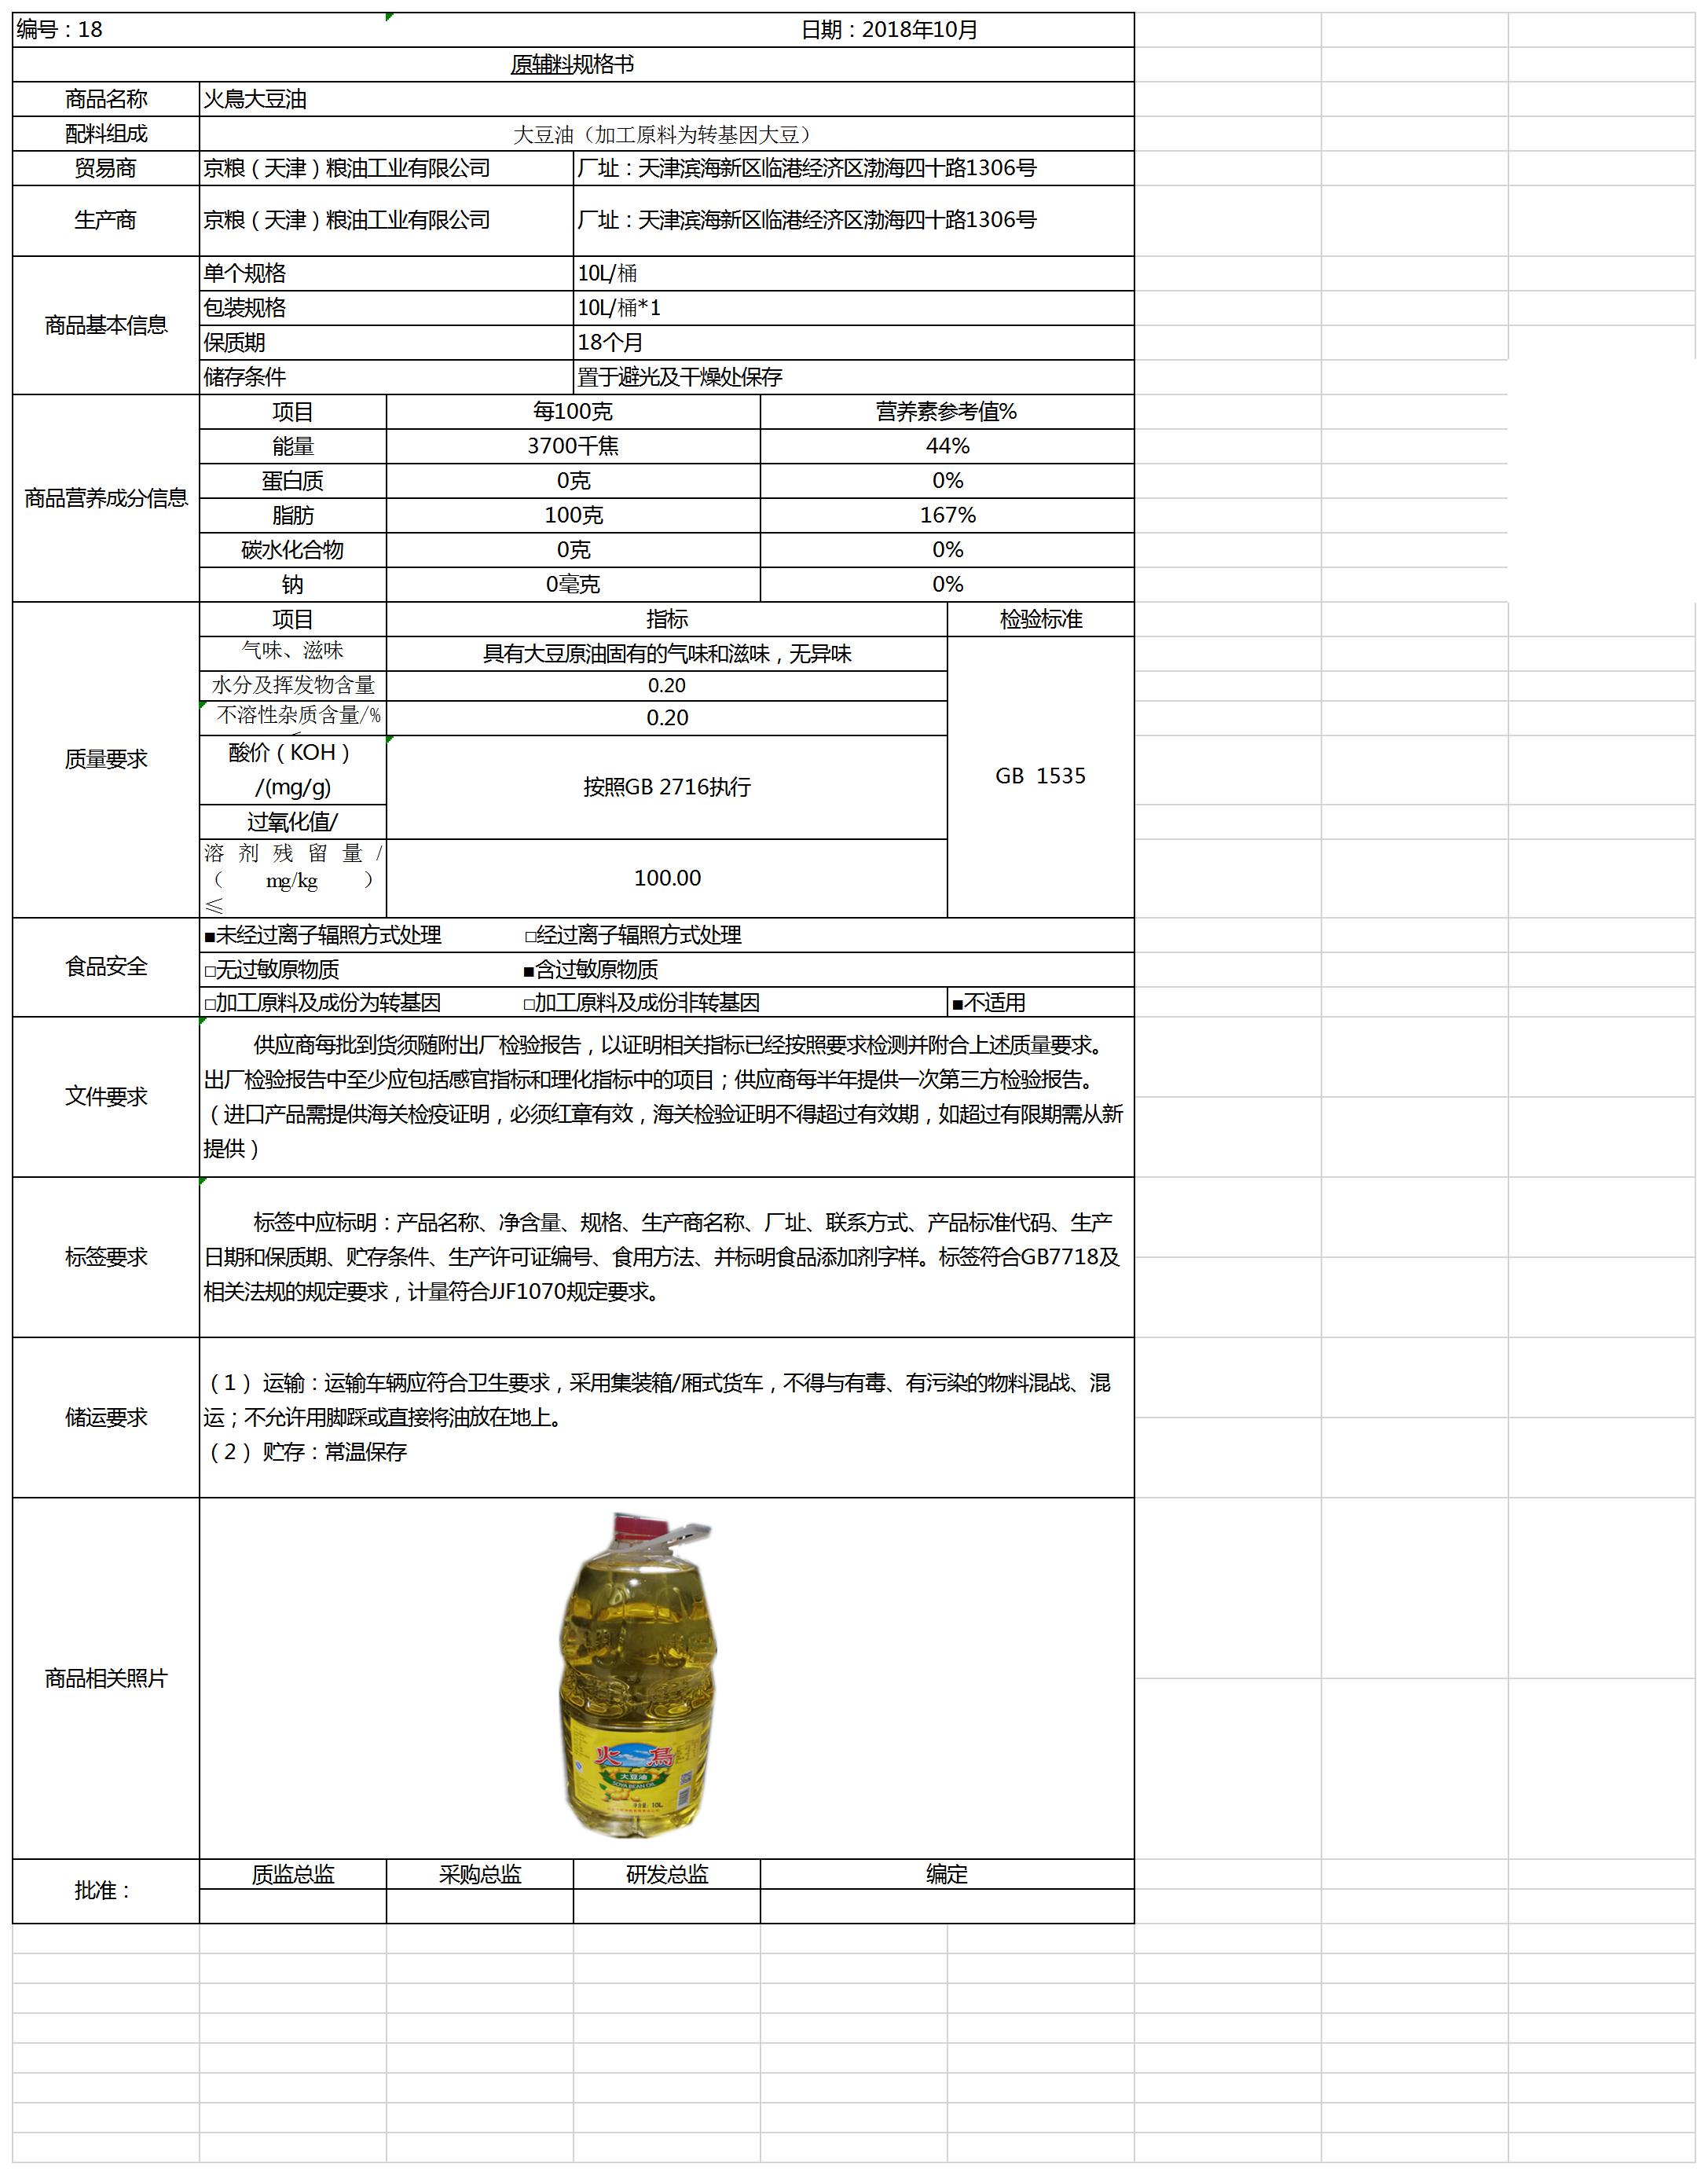 编号：18 日期：2018年10月
原辅料规格书
商品名称 火鳥大豆油
配料组成 大豆油（加工原料为转基因大豆）
贸易商 京粮（天津）粮油工业有限公司 厂址：天津滨海新区临港经济区渤海四十路1306号
生产商 京粮（天津）粮油工业有限公司 厂址：天津滨海新区临港经济区渤海四十路1306号
商品基本信息
单个规格 10L/桶
包装规格 10L/桶*1
保质期 18个月
储存条件 置于避光及干燥处保存
商品营养成分信息
项目 每100克 营养素参考值%
能量 3700千焦 44%
蛋白质 0克 0%
脂肪 100克 167%
碳水化合物 0克 0%
钠 0毫克 0%
质量要求
项目 指标 检验标准
气味、滋味 具有大豆原油固有的气味和滋味，无异味
水分及挥发物含量 0.20
不溶性杂质含量/% 0.20
酸价（KOH）
/(mg/g)
按照GB 2716执行
GB 1535
过氧化值/
溶剂残留量/
（mg/kg）
≤
100.00
食品安全
■未经过离子辐照方式处理 □经过离子辐照方式处理
□无过敏原物质 ■含过敏原物质
□加工原料及成份为转基因 □加工原料及成份非转基因 ■不适用
文件要求
供应商每批到货须随附出厂检验报告，以证明相关指标已经按照要求检测并附合上述质量要求。
出厂检验报告中至少应包括感官指标和理化指标中的项目；供应商每半年提供一次第三方检验报告。
（进口产品需提供海关检疫证明，必须红章有效，海关检验证明不得超过有效期，如超过有限期需从新
提供）
标签要求
标签中应标明：产品名称、净含量、规格、生产商名称、厂址、联系方式、产品标准代码、生产
日期和保质期、贮存条件、生产许可证编号、食用方法、并标明食品添加剂字样。标签符合GB7718及
相关法规的规定要求，计量符合JJF1070规定要求。
储运要求
（1） 运输：运输车辆应符合卫生要求，采用集装箱/厢式货车，不得与有毒、有污染的物料混战、混
运；不允许用脚踩或直接将油放在地上。
（2） 贮存：常温保存
商品相关照片
火鳥
大豆油
SOYA BEAN OIL
净含量：10L
批准：
质监总监 采购总监 研发总监 编定